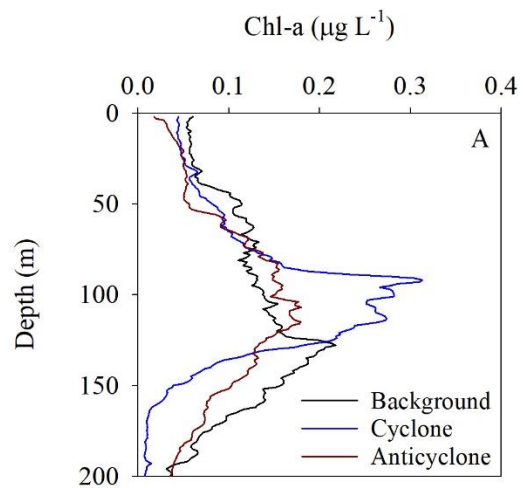 Chl-a (μg L⁻¹)
0.0 0.1 0.2 0.3 0.4
0
A
50
100
150
200
Depth (m)
Background
Cyclone
Anticyclone